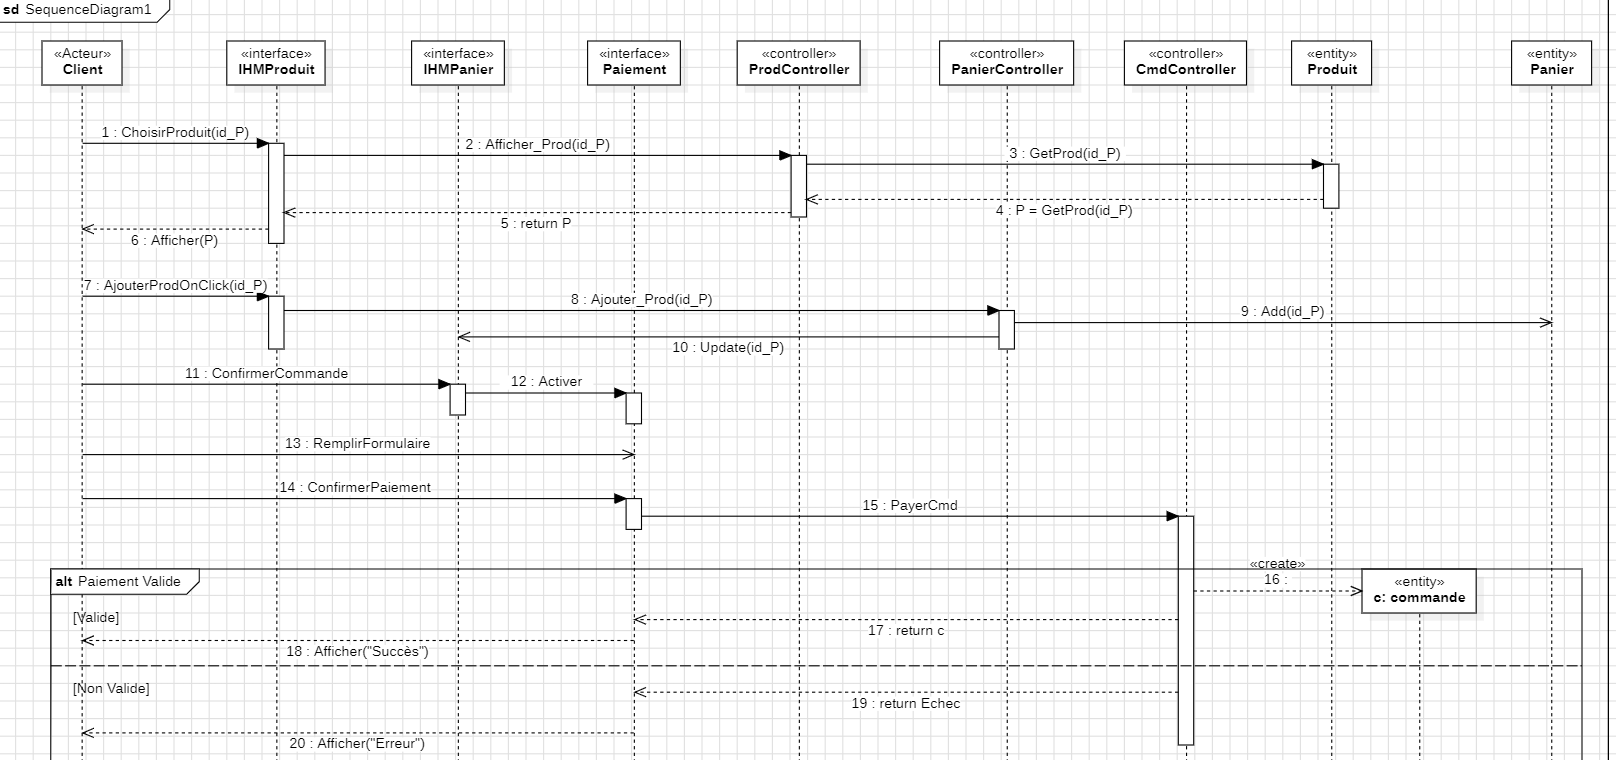 sd SequenceDiagram1
«Acteur»
Client
«interface»
IHMProduit
«interface»
IHMPanier
«interface»
Paiement
«controller»
ProdController
«controller»
PanierController
«controller»
CmdController
«entity»
Produit
«entity»
Panier
1 : ChoisirProduit(id_P)
2 : Afficher_Prod(id_P)
3 : GetProd(id_P)
4 : P = GetProd(id_P)
5 : return P
6 : Afficher(P)
7 : AjouterProdOnClick(id_P)
8 : Ajouter_Prod(id_P)
9 : Add(id_P)
10 : Update(id_P)
11 : ConfirmerCommande
12 : Activer
13 : RemplirFormulaire
14 : ConfirmerPaiement
15 : PayerCmd
«create»
16 :
«entity»
c: commande
alt Paiement Valide
[Valide]
17 : return c
18 : Afficher("Succès")
[Non Valide]
19 : return Echec
20 : Afficher("Erreur")